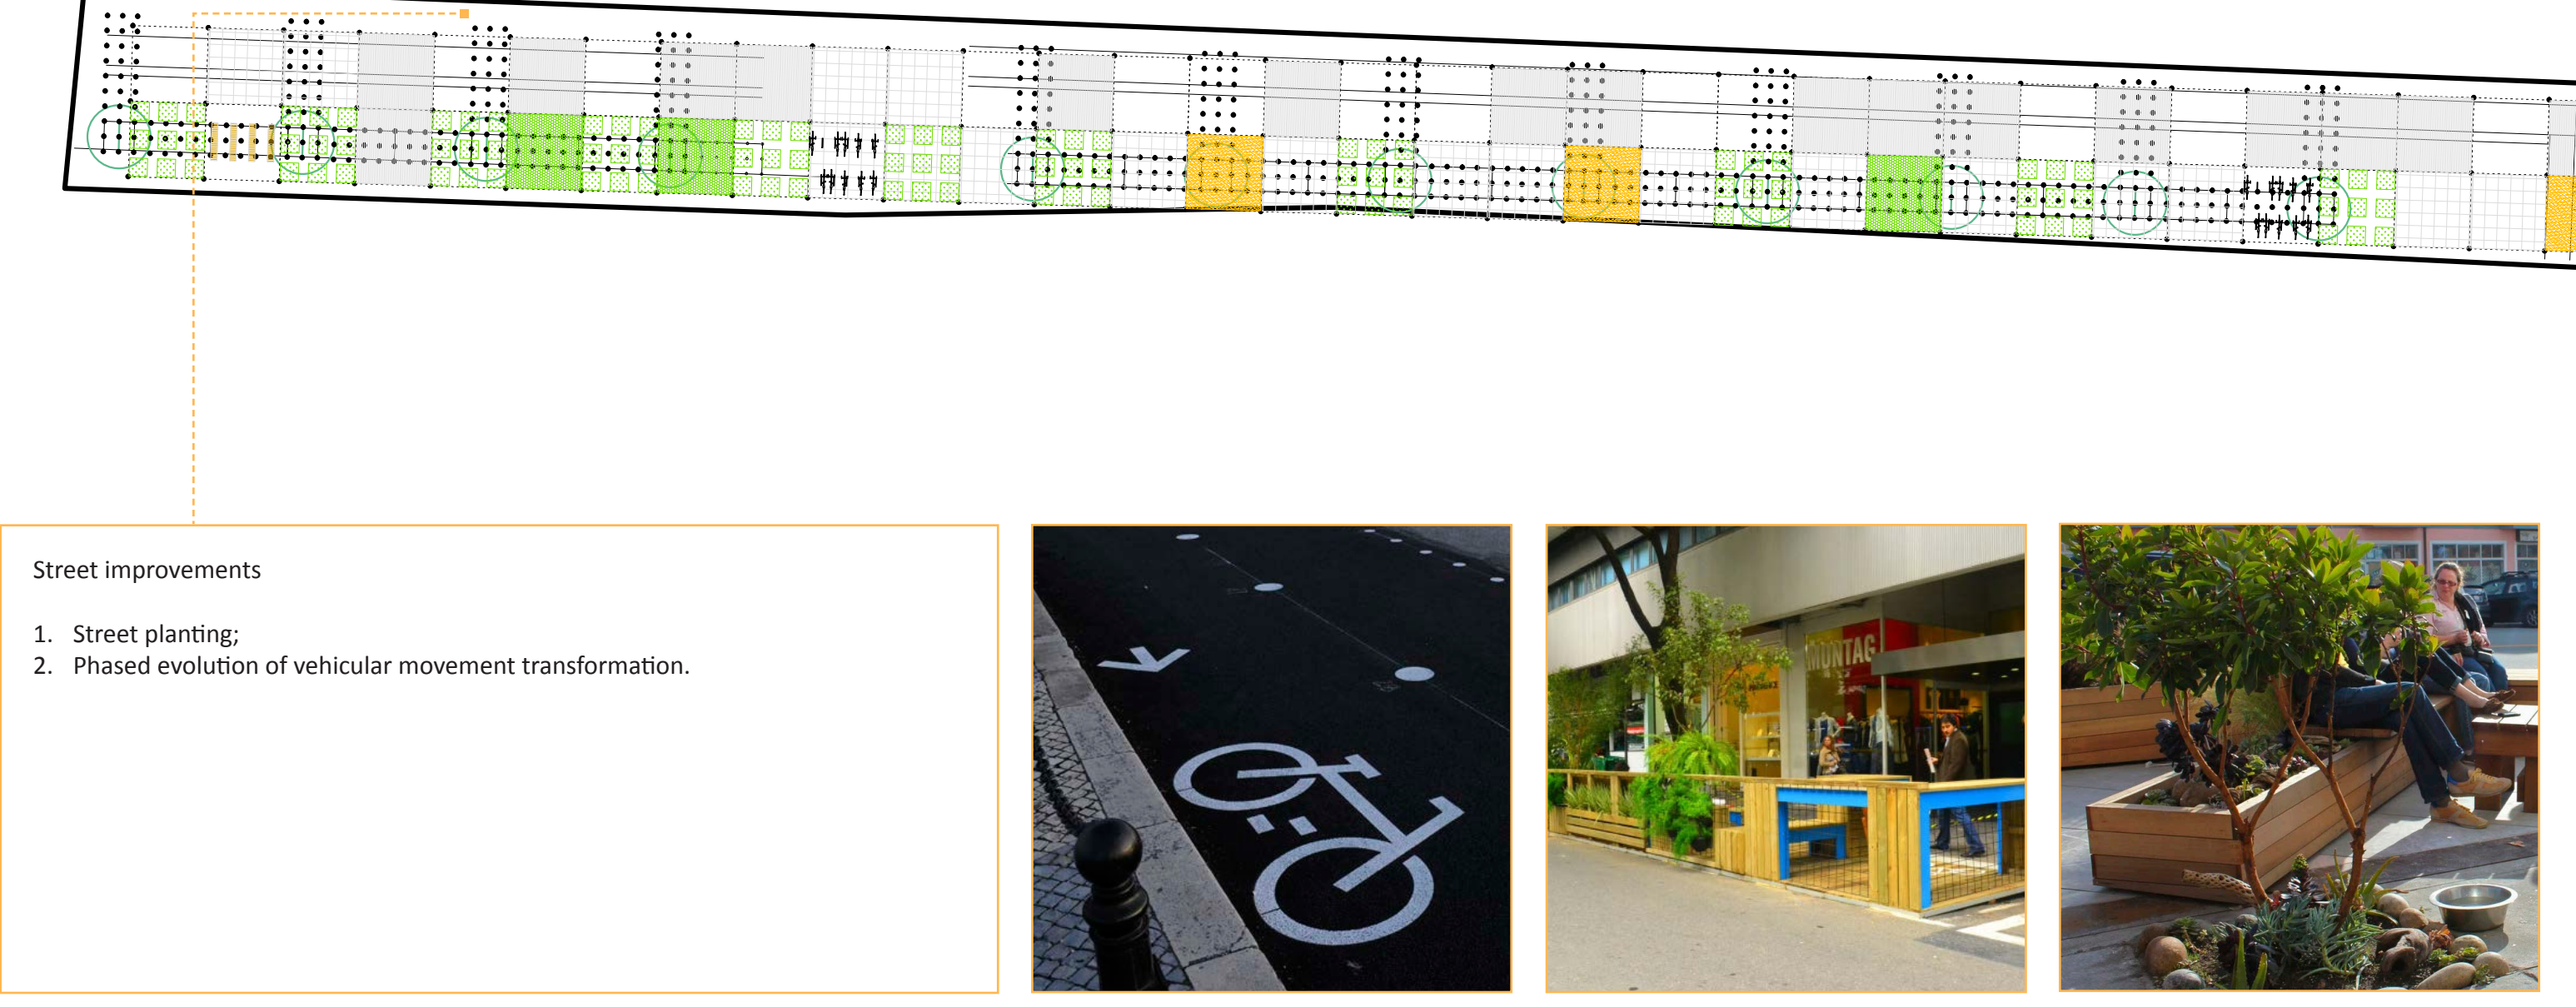 Street improvements
1. Street planting;
2. Phased evolution of vehicular movement transformation.
MONTAG